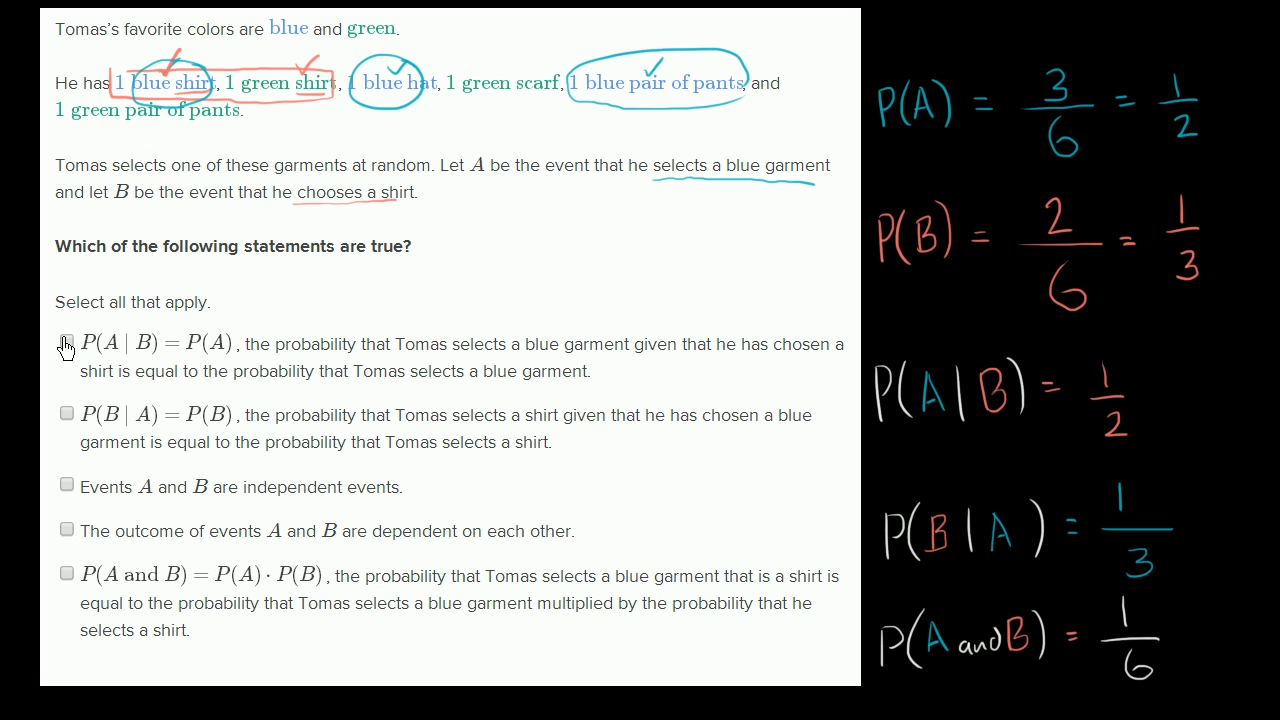 Tomas's favorite colors are blue and green.
He has 1 blue shirt, 1 green shirt, 1 blue hat, 1 green scarf, 1 blue pair of pants, and
1 green pair of pants.
Tomas selects one of these garments at random. Let A be the event that he selects a blue garment
and let B be the event that he chooses a shirt.
Which of the following statements are true?
Select all that apply.
P(A | B) = P(A), the probability that Tomas selects a blue garment given that he has chosen a
shirt is equal to the probability that Tomas selects a blue garment.
P(B | A) = P(B), the probability that Tomas selects a shirt given that he has chosen a blue
garment is equal to the probability that Tomas selects a shirt.
Events A and B are independent events.
The outcome of events A and B are dependent on each other.
P(A and B) = P(A) · P(B), the probability that Tomas selects a blue garment that is a shirt is
equal to the probability that Tomas selects a blue garment multiplied by the probability that he
selects a shirt.
P(A) = 3/6 = 1/2
P(B) = 2/6 = 1/3
P(A|B) = 1/2
P(B|A) = 1/3
P(A and B) = 1/6